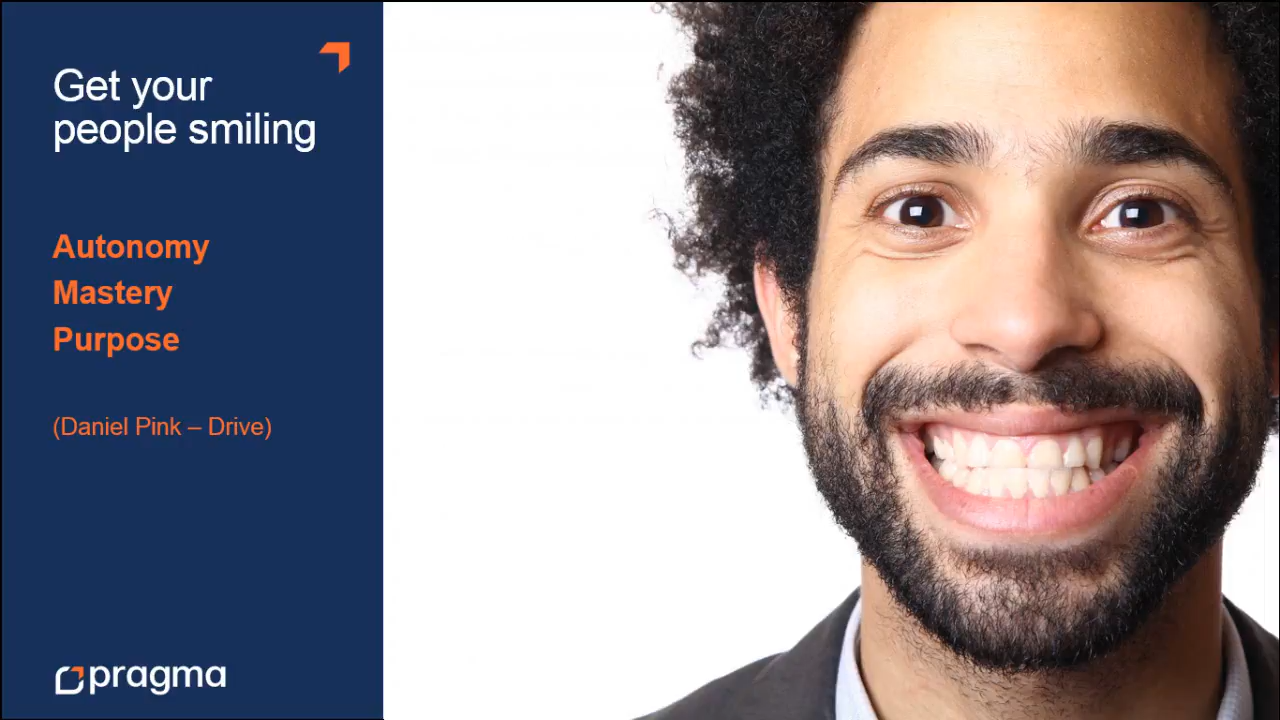 Get your
people smiling
Autonomy
Mastery
Purpose
(Daniel Pink – Drive)
pragma